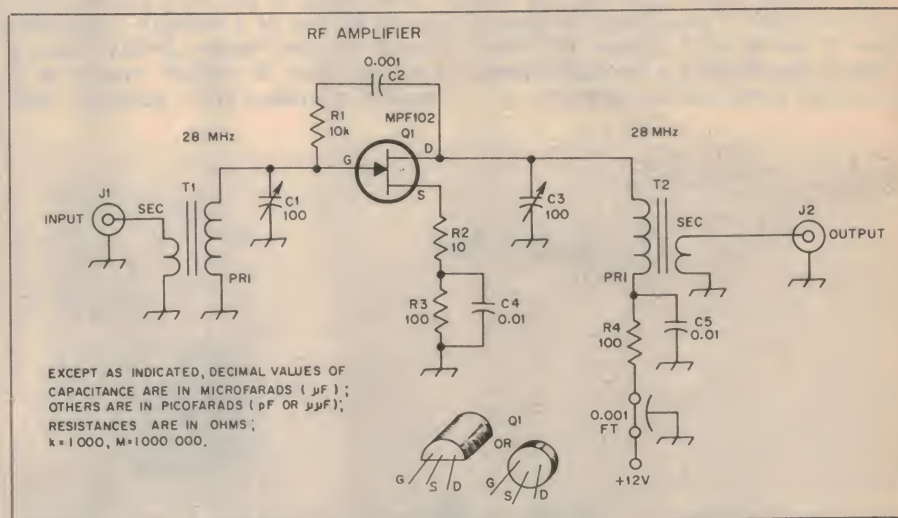 RF AMPLIFIER
0.001
C2
R1
10k
MPF102
Q1
28 MHz
28 MHz
G
D
S
J1
INPUT
SEC
T1
PRI
C1
100
C3
100
T2
SEC
PRI
J2
OUTPUT
R2
10
R3
100
C4
0.01
R4
100
C5
0.01
0.001
FT
+12V
EXCEPT AS INDICATED, DECIMAL VALUES OF
CAPACITANCE ARE IN MICROFARADS ( µF ) ;
OTHERS ARE IN PICOFARADS ( pF OR µµF);
RESISTANCES ARE IN OHMS ;
k = 1 000, M=1000 000.
Q1
OR
G
S
D
G
S
D